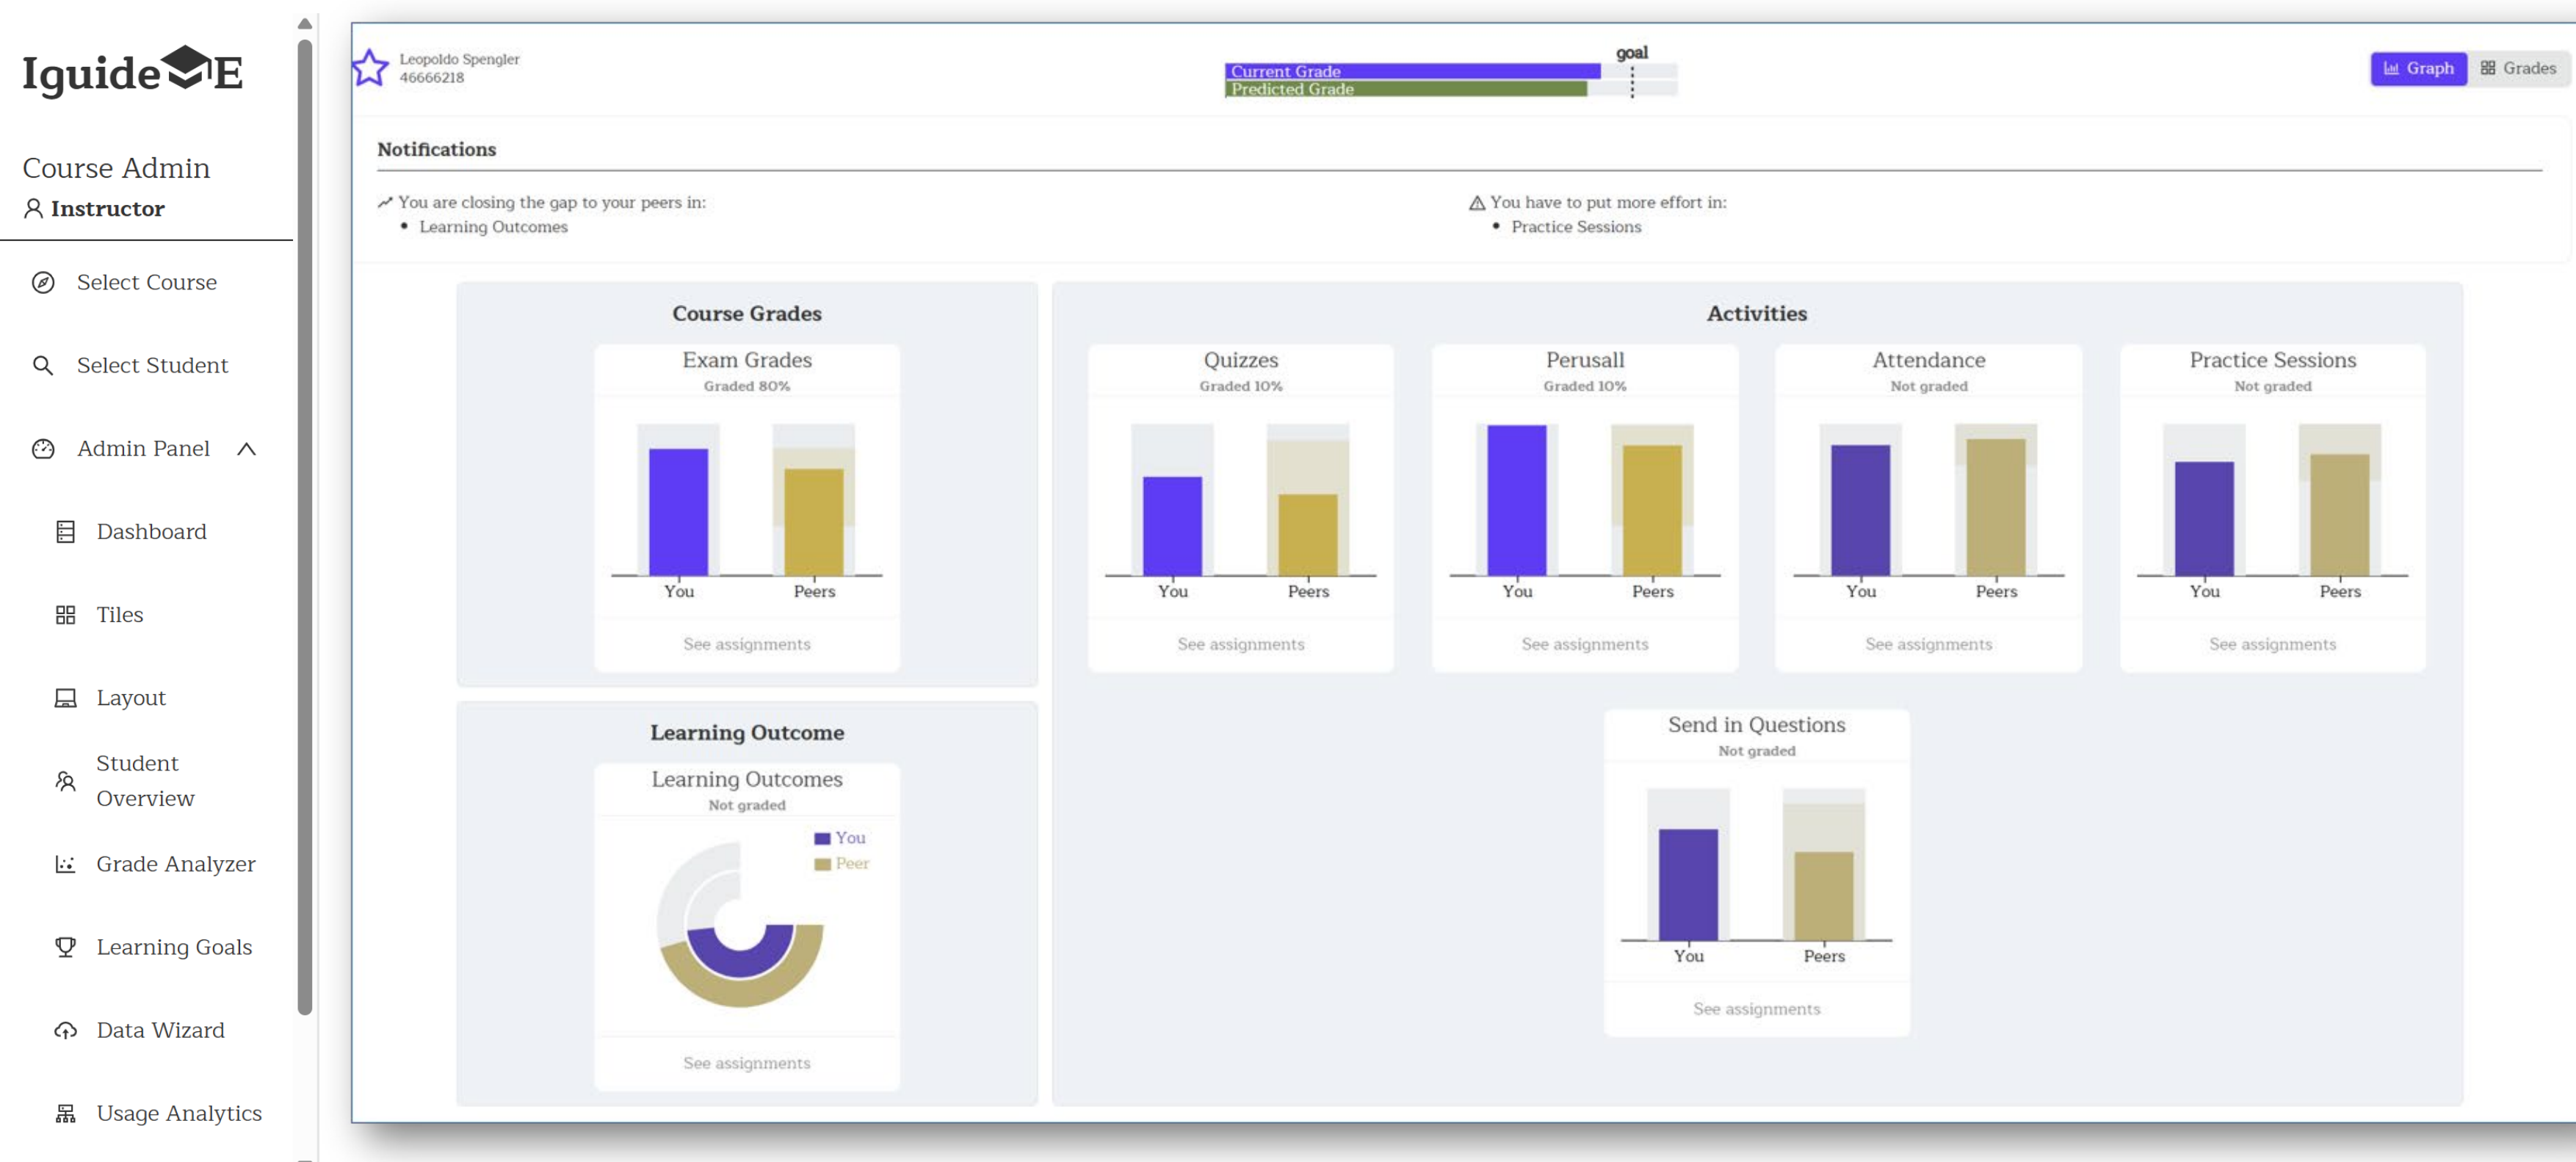 IguideME
Course Admin
Instructor
Select Course
Select Student
Admin Panel
Dashboard
Tiles
Layout
Student
Overview
Grade Analyzer
Learning Goals
Data Wizard
Usage Analytics
Leopoldo Spengler
46666218
goal
Current Grade
Predicted Grade
Graph
Grades
Notifications
You are closing the gap to your peers in:
• Learning Outcomes
You have to put more effort in:
• Practice Sessions
Course Grades
Exam Grades
Graded 80%
You
Peers
See assignments
Learning Outcome
Learning Outcomes
Not graded
You
Peer
See assignments
Activities
Quizzes
Graded 10%
You
Peers
See assignments
Perusall
Graded 10%
You
Peers
See assignments
Attendance
Not graded
You
Peers
See assignments
Practice Sessions
Not graded
You
Peers
See assignments
Send in Questions
Not graded
You
Peers
See assignments